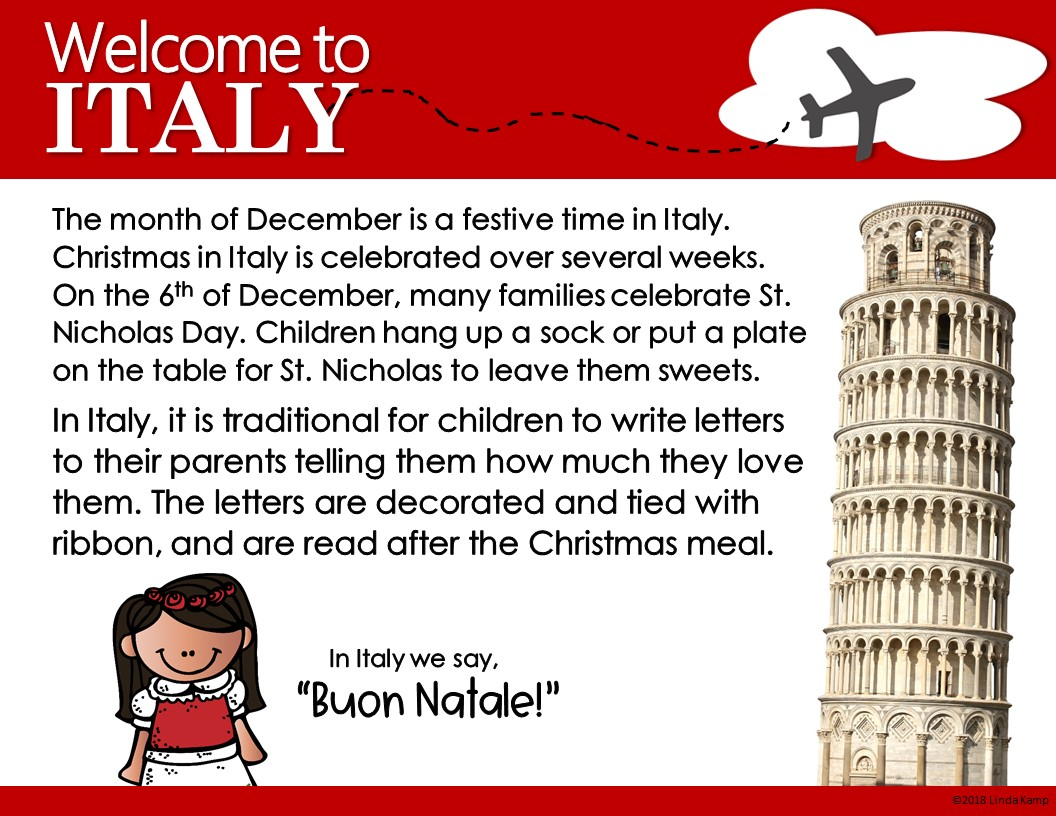 Welcome to
ITALY
The month of December is a festive time in Italy.
Christmas in Italy is celebrated over several weeks.
On the 6th of December, many families celebrate St.
Nicholas Day. Children hang up a sock or put a plate
on the table for St. Nicholas to leave them sweets.
In Italy, it is traditional for children to write letters
to their parents telling them how much they love
them. The letters are decorated and tied with
ribbon, and are read after the Christmas meal.
In Italy we say,
“Buon Natale!”
©2018 Linda Kamp